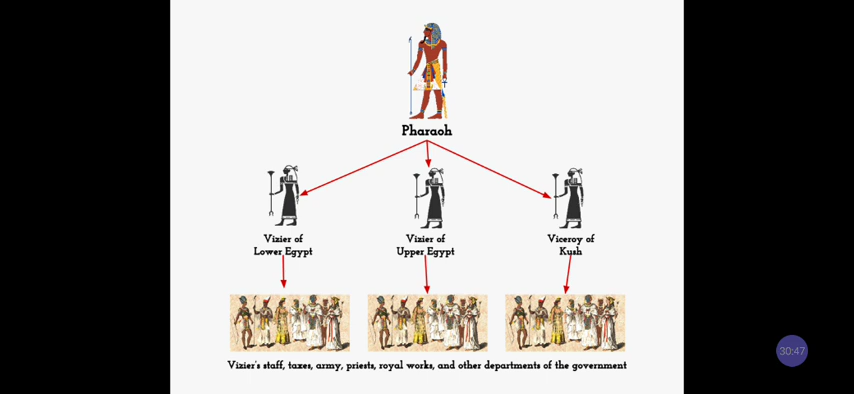 Pharaoh
Vizier of
Lower Egypt
Vizier of
Upper Egypt
Viceroy of
Kush
Vizier's staff, taxes, army, priests, royal works, and other departments of the government
30:47